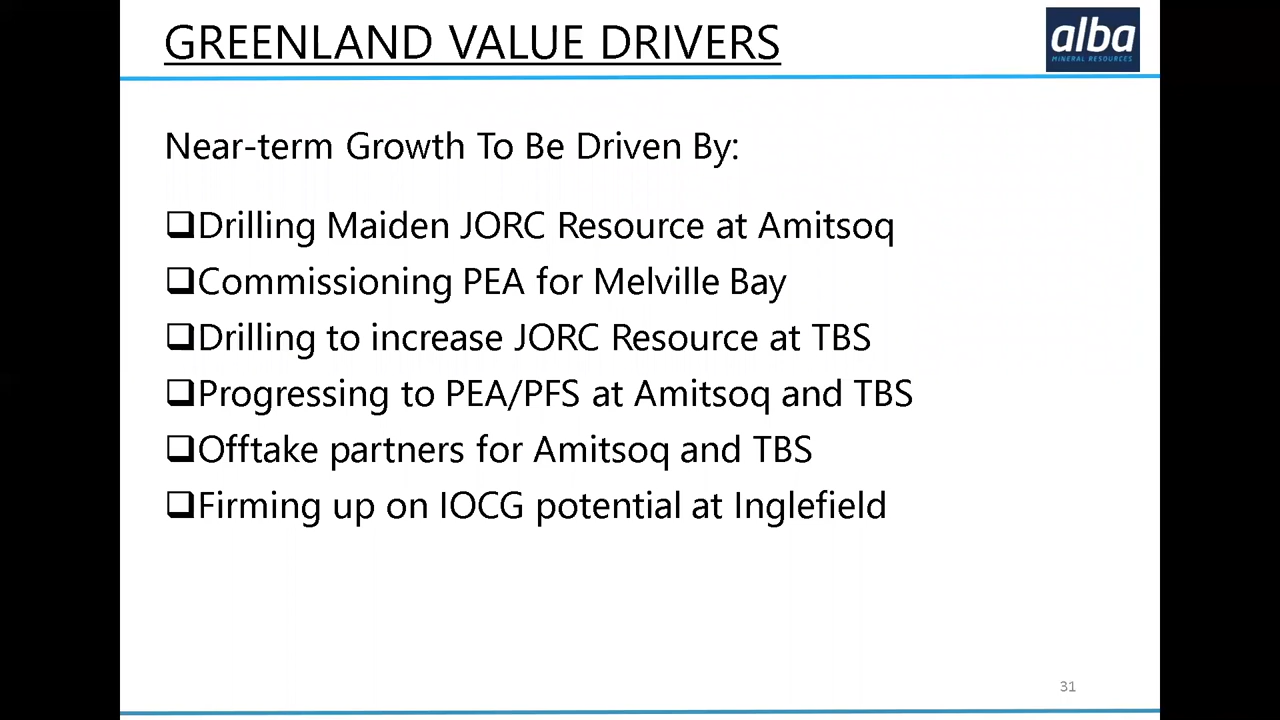 GREENLAND VALUE DRIVERS
alba
MINERAL RESOURCES
Near-term Growth To Be Driven By:
❑Drilling Maiden JORC Resource at Amitsoq
❑Commissioning PEA for Melville Bay
❑Drilling to increase JORC Resource at TBS
❑Progressing to PEA/PFS at Amitsoq and TBS
❑Offtake partners for Amitsoq and TBS
❑Firming up on IOCG potential at Inglefield
31